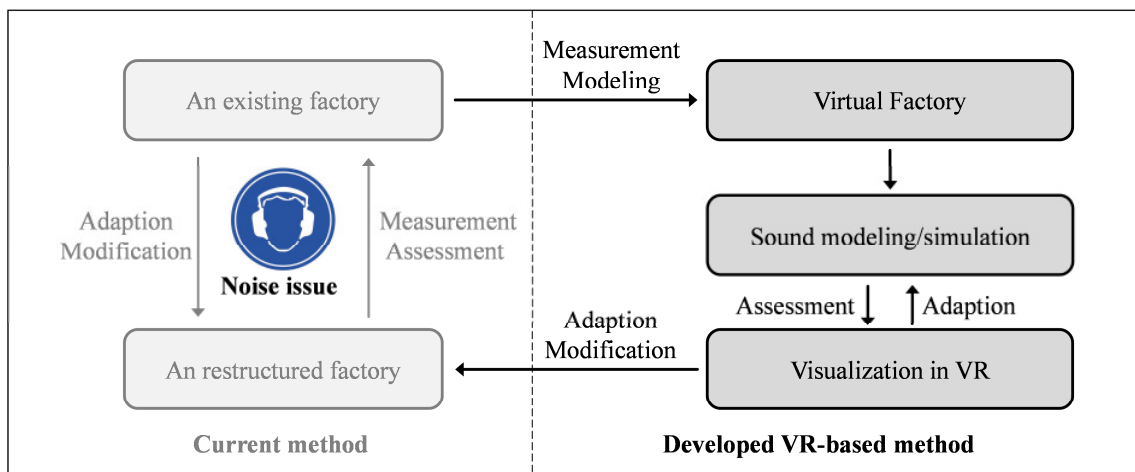 Measurement
Modeling
An existing factory
Virtual Factory
Adaption
Modification
Measurement
Assessment
Noise issue
Sound modeling/simulation
Assessment
Adaption
Adaption
Modification
An restructured factory
Visualization in VR
Current method
Developed VR-based method